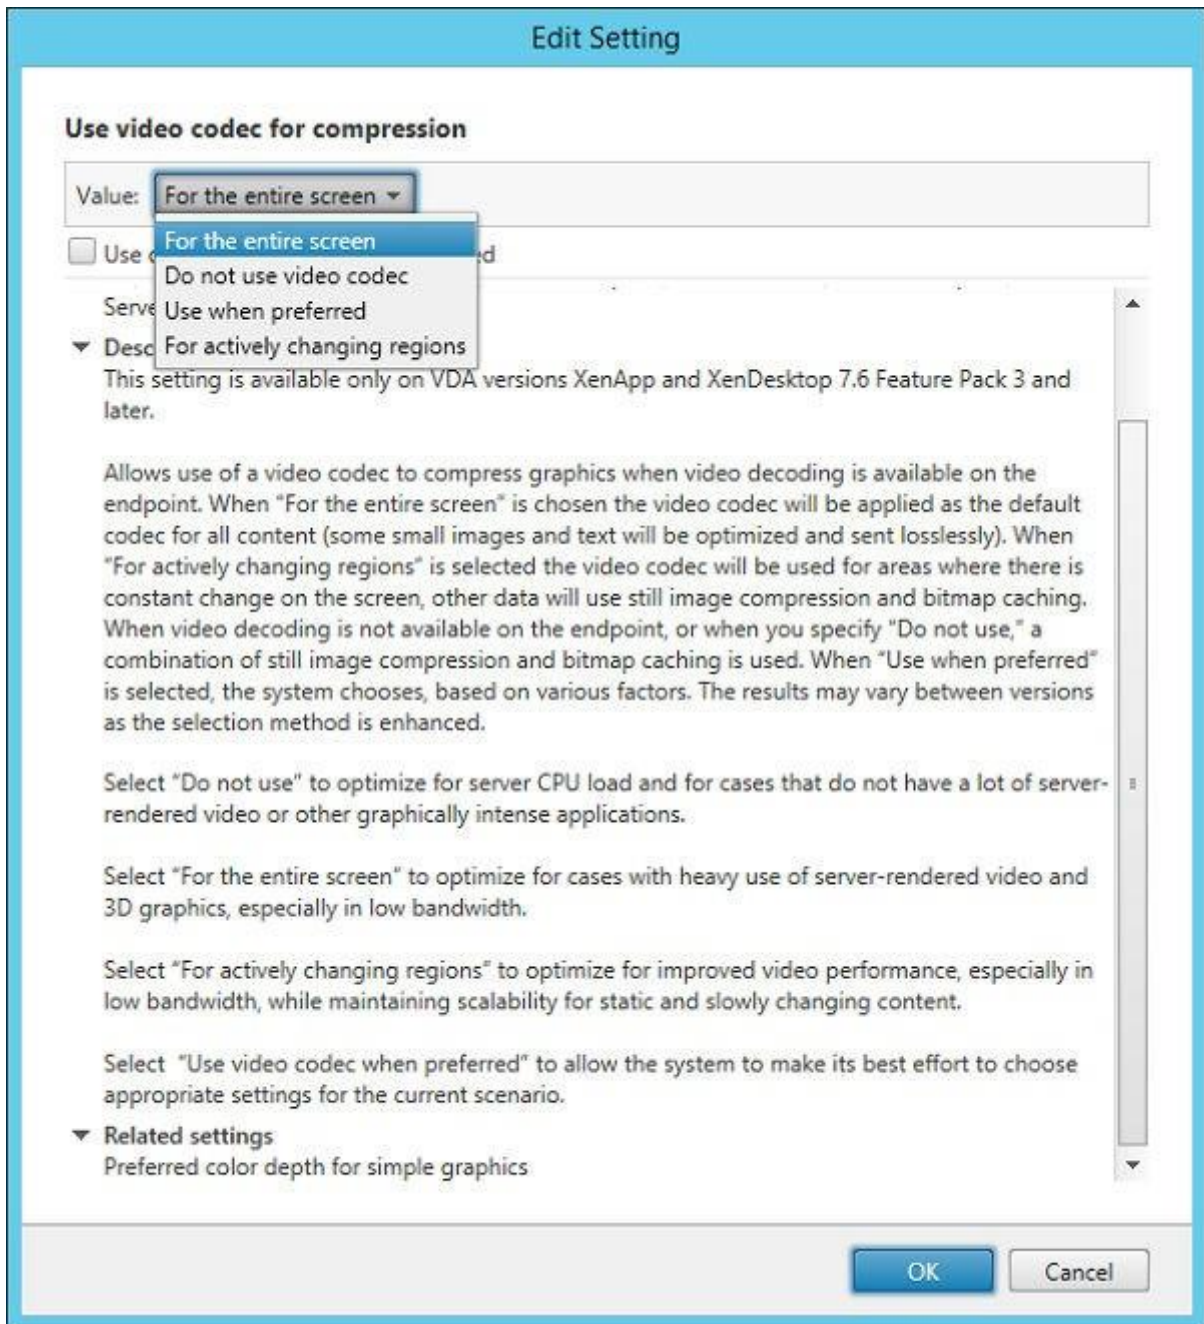 Edit Setting
Use video codec for compression
Value: For the entire screen
For the entire screen
Use
Do not use video codec
Use when preferred
For actively changing regions
This setting is available only on VDA versions XenApp and XenDesktop 7.6 Feature Pack 3 and
later.
Allows use of a video codec to compress graphics when video decoding is available on the
endpoint. When "For the entire screen" is chosen the video codec will be applied as the default
codec for all content (some small images and text will be optimized and sent losslessly). When
"For actively changing regions" is selected the video codec will be used for areas where there is
constant change on the screen, other data will use still image compression and bitmap caching.
When video decoding is not available on the endpoint, or when you specify "Do not use," a
combination of still image compression and bitmap caching is used. When "Use when preferred"
is selected, the system chooses, based on various factors. The results may vary between versions
as the selection method is enhanced.
Select "Do not use" to optimize for server CPU load and for cases that do not have a lot of server-
rendered video or other graphically intense applications.
Select "For the entire screen" to optimize for cases with heavy use of server-rendered video and
3D graphics, especially in low bandwidth.
Select "For actively changing regions" to optimize for improved video performance, especially in
low bandwidth, while maintaining scalability for static and slowly changing content.
Select "Use video codec when preferred" to allow the system to make its best effort to choose
appropriate settings for the current scenario.
Related settings
Preferred color depth for simple graphics
OK
Cancel